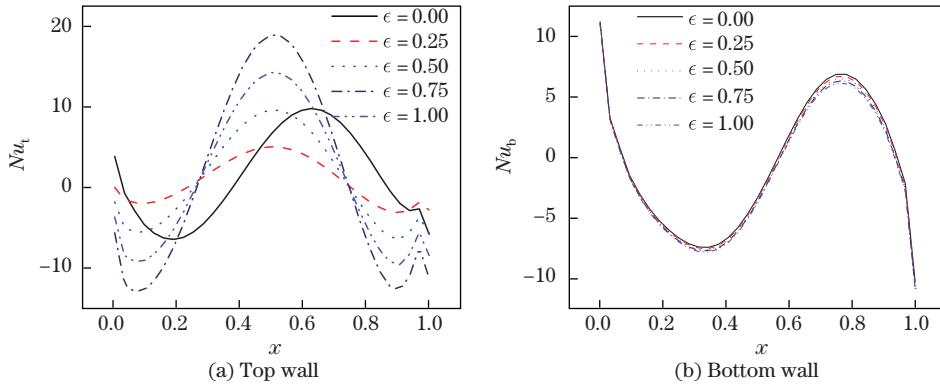 20
10
0
−10
Nu_t
ϵ = 0.00
ϵ = 0.25
ϵ = 0.50
ϵ = 0.75
ϵ = 1.00
0.0 0.2 0.4 0.6 0.8 1.0
x
(a) Top wall
10
5
0
−5
−10
Nu_b
ϵ = 0.00
ϵ = 0.25
ϵ = 0.50
ϵ = 0.75
ϵ = 1.00
0.0 0.2 0.4 0.6 0.8 1.0
x
(b) Bottom wall